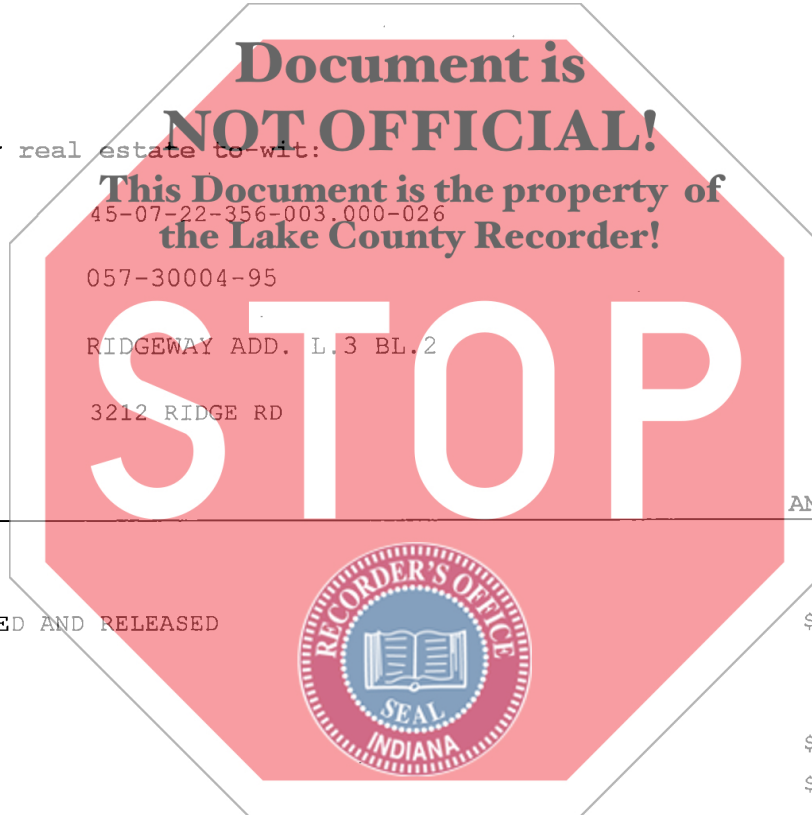 Document is
NOT OFFICIAL!
real estate to-wit:
This Document is the property of
45-07-22-356-003.000-026
the Lake County Recorder!
057-30004-95
RIDGEWAY ADD. L.3 BL.2
3212 RIDGE RD
STOP
AN
RECORDER'S OFFICE
ED AND RELEASED
$
SEAL
INDIANA
$
$